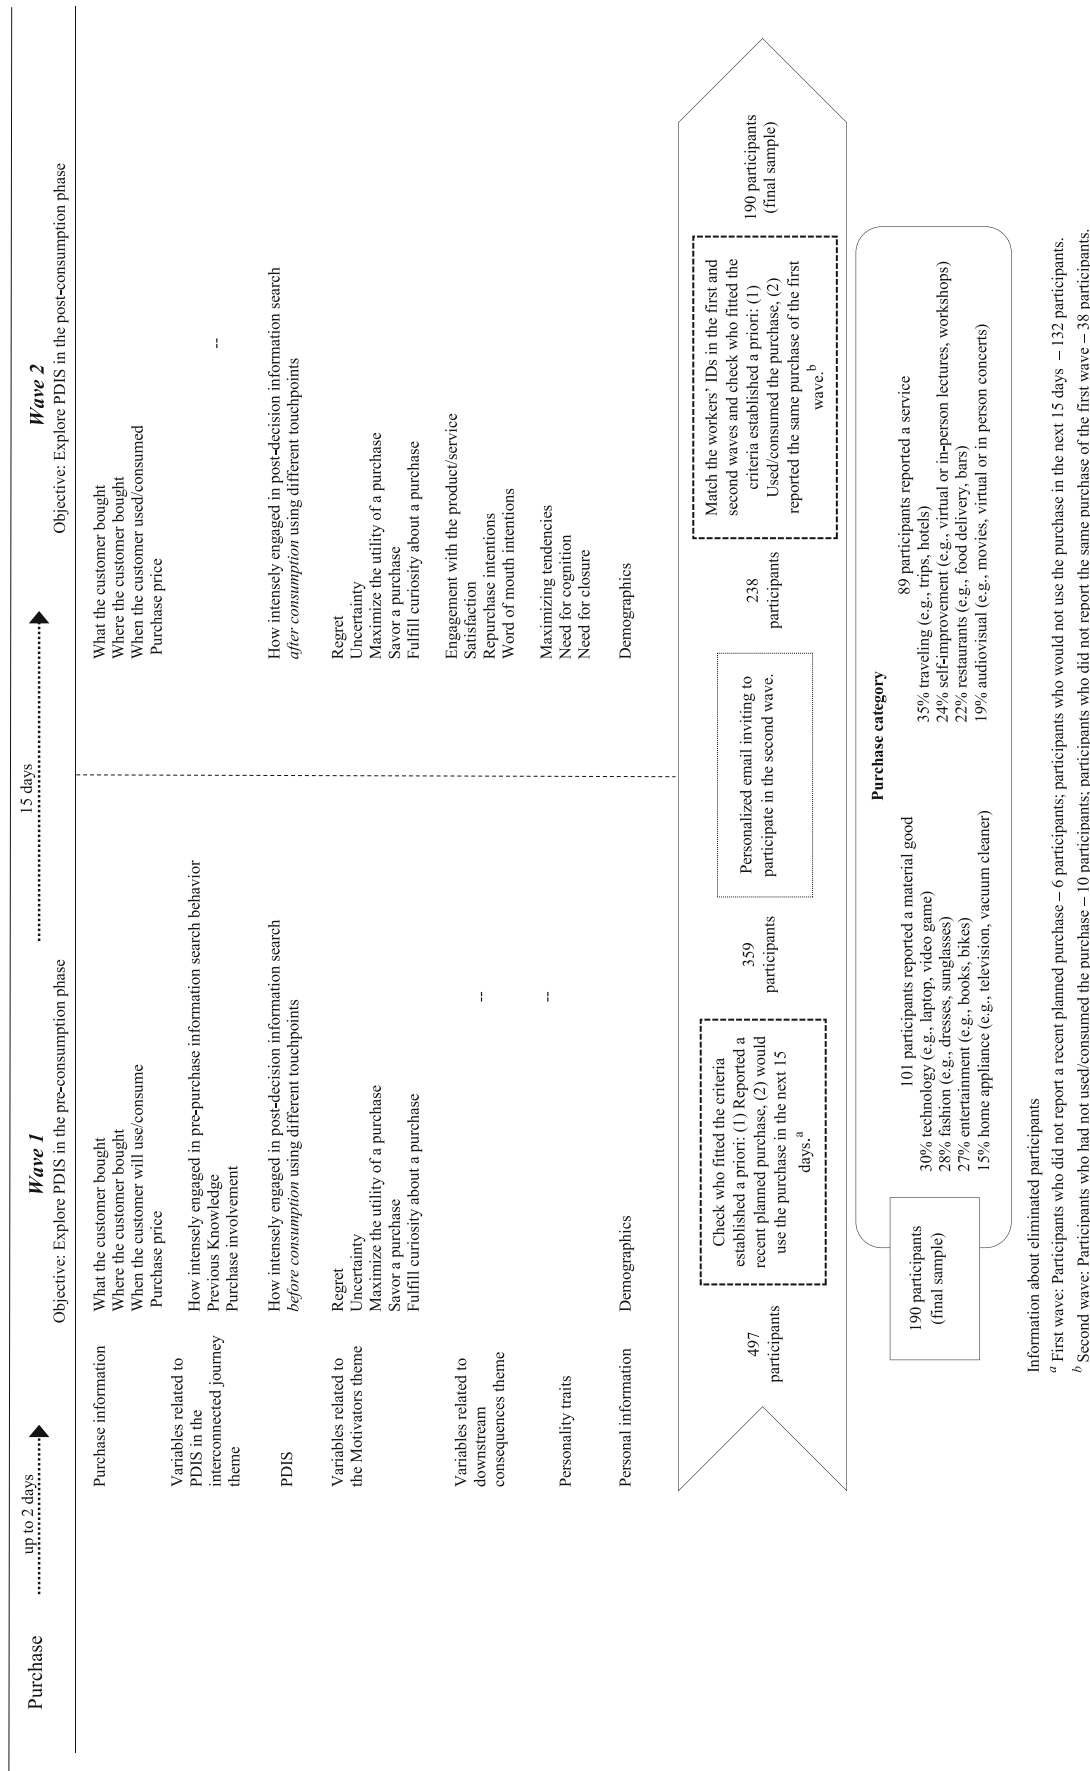 Purchase
up to 2 days
Wave 1
15 days
Wave 2
Objective: Explore PDIS in the pre-consumption phase
Objective: Explore PDIS in the post-consumption phase
Purchase information
What the customer bought
Where the customer bought
When the customer will use/consume
Purchase price
What the customer bought
Where the customer bought
When the customer used/consumed
Purchase price
Variables related to
PDIS in the
interconnected journey
theme
How intensely engaged in pre-purchase information search behavior
Previous Knowledge
Purchase involvement
--
PDIS
How intensely engaged in post-decision information search
before consumption using different touchpoints
How intensely engaged in post-decision information search
after consumption using different touchpoints
Variables related to
the Motivators theme
Regret
Uncertainty
Maximize the utility of a purchase
Savor a purchase
Fulfill curiosity about a purchase
Regret
Uncertainty
Maximize the utility of a purchase
Savor a purchase
Fulfill curiosity about a purchase
Variables related to
downstream
consequences theme
--
Engagement with the product/service
Satisfaction
Repurchase intentions
Word of mouth intentions
Personality traits
--
Maximizing tendencies
Need for cognition
Need for closure
Personal information
Demographics
Demographics
497
participants
Check who fitted the criteria
established a priori: (1) Reported a
recent planned purchase, (2) would
use the purchase in the next 15
days.a
359
participants
Personalized email inviting to
participate in the second wave.
238
participants
Match the workers' IDs in the first and
second waves and check who fitted the
criteria established a priori: (1)
Used/consumed the purchase, (2)
reported the same purchase of the first
wave.b
190 participants
(final sample)
190 participants
(final sample)
Purchase category
101 participants reported a material good
30% technology (e.g., laptop, video game)
28% fashion (e.g., dresses, sunglasses)
27% entertainment (e.g., books, bikes)
15% home appliance (e.g., television, vacuum cleaner)
89 participants reported a service
35% traveling (e.g., trips, hotels)
24% self-improvement (e.g., virtual or in-person lectures, workshops)
22% restaurants (e.g., food delivery, bars)
19% audiovisual (e.g., movies, virtual or in person concerts)
Information about eliminated participants
a First wave: Participants who did not report a recent planned purchase – 6 participants; participants who would not use the purchase in the next 15 days – 132 participants.
b Second wave: Participants who had not used/consumed the purchase – 10 participants; participants who did not report the same purchase of the first wave – 38 participants.